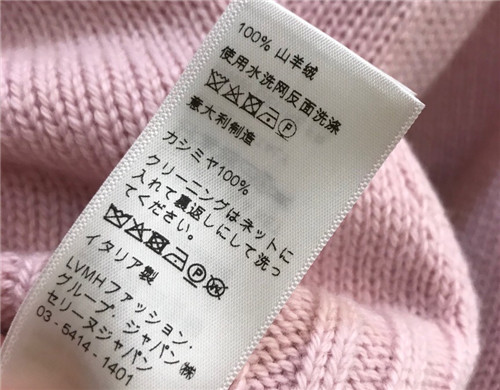 100% 山羊绒
使用水洗网反面洗涤
P
意大利制造
カシミヤ100%
クリーニングはネットに
入れて裏返しにして洗っ
てください。
P W
イタリア製
LVMHファッション・
グループ・ジャパン㈱
セリーヌジャパン
03-5414-1401